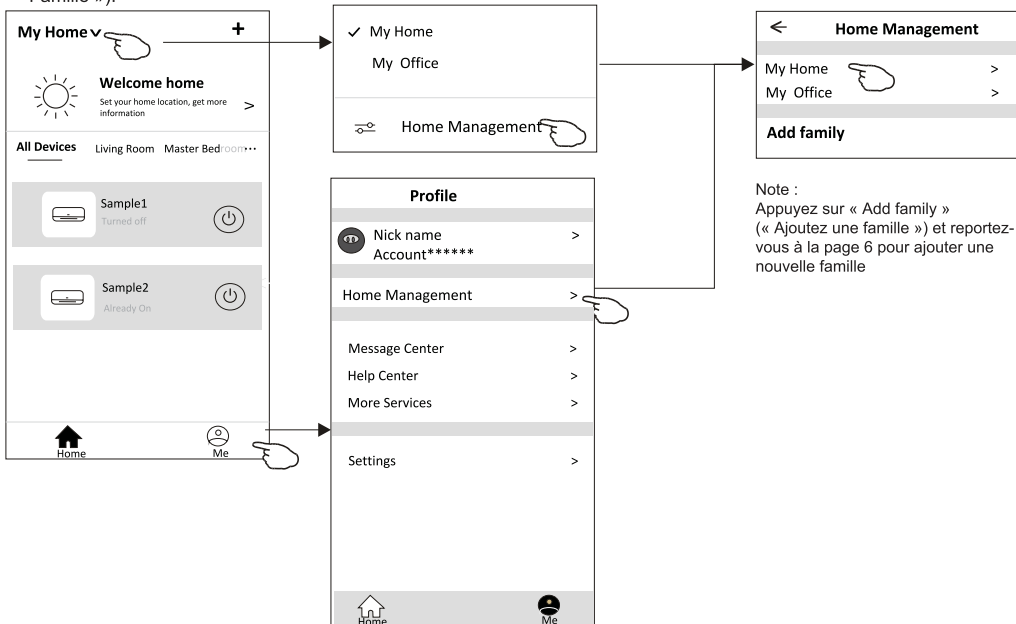 Famille »).
My Home
+
Welcome home
Set your home location, get more
information
>
All Devices Living Room Master Bedroom...
Sample1
Turned off
Sample2
Already On
Home
Me
✓ My Home
My Office
Home Management
Profile
Nick name >
Account******
Home Management >
Message Center >
Help Center >
More Services >
Settings >
Home
Me
← Home Management
My Home >
My Office >
Add family
Note :
Appuyez sur « Add family »
(« Ajoutez une famille ») et reportez-
vous à la page 6 pour ajouter une
nouvelle famille